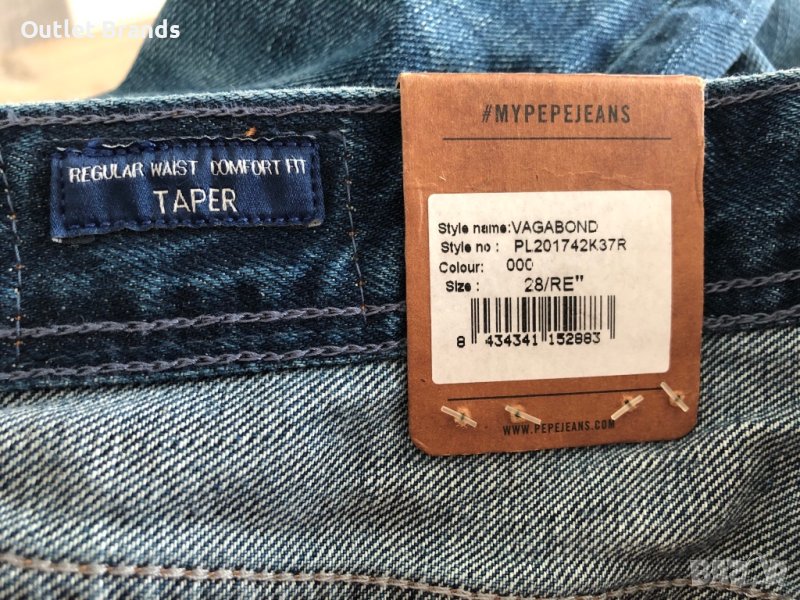 Outlet Brands
REGULAR WAIST COMFORT FIT
TAPER
#MYPEPEJEANS
Style name:VAGABOND
Style no : PL201742K37R
Colour: 000
Size : 28/RE"
8 434341 152883
WWW.PEPEJEANS.COM